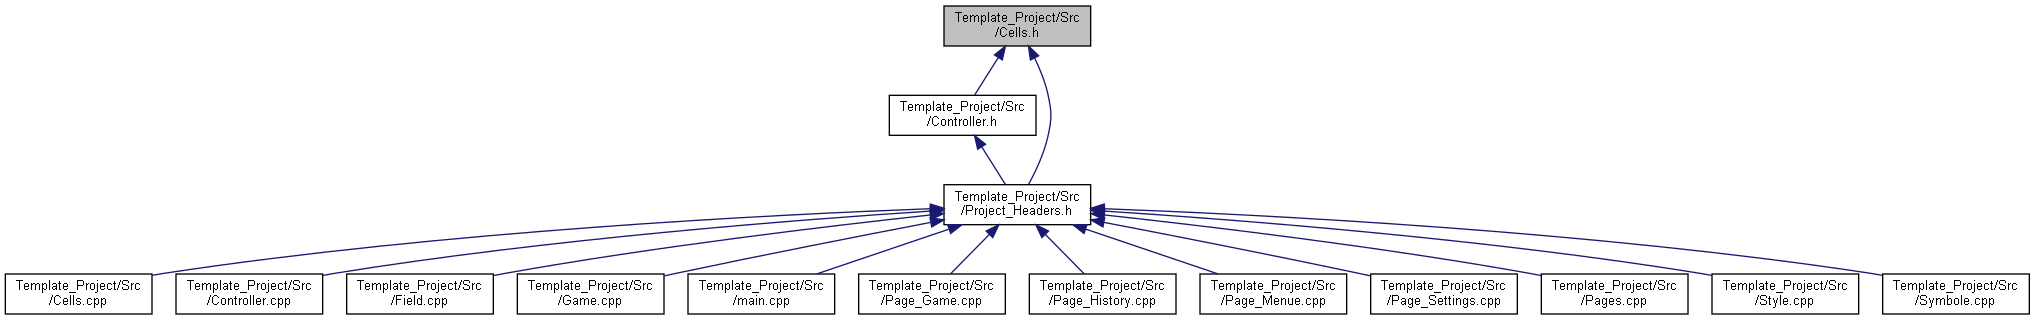 Template_Project/Src
/Cells.h
Template_Project/Src
/Controller.h
Template_Project/Src
/Project_Headers.h
Template_Project/Src
/Cells.cpp
Template_Project/Src
/Controller.cpp
Template_Project/Src
/Field.cpp
Template_Project/Src
/Game.cpp
Template_Project/Src
/main.cpp
Template_Project/Src
/Page_Game.cpp
Template_Project/Src
/Page_History.cpp
Template_Project/Src
/Page_Menue.cpp
Template_Project/Src
/Page_Settings.cpp
Template_Project/Src
/Pages.cpp
Template_Project/Src
/Style.cpp
Template_Project/Src
/Symbole.cpp